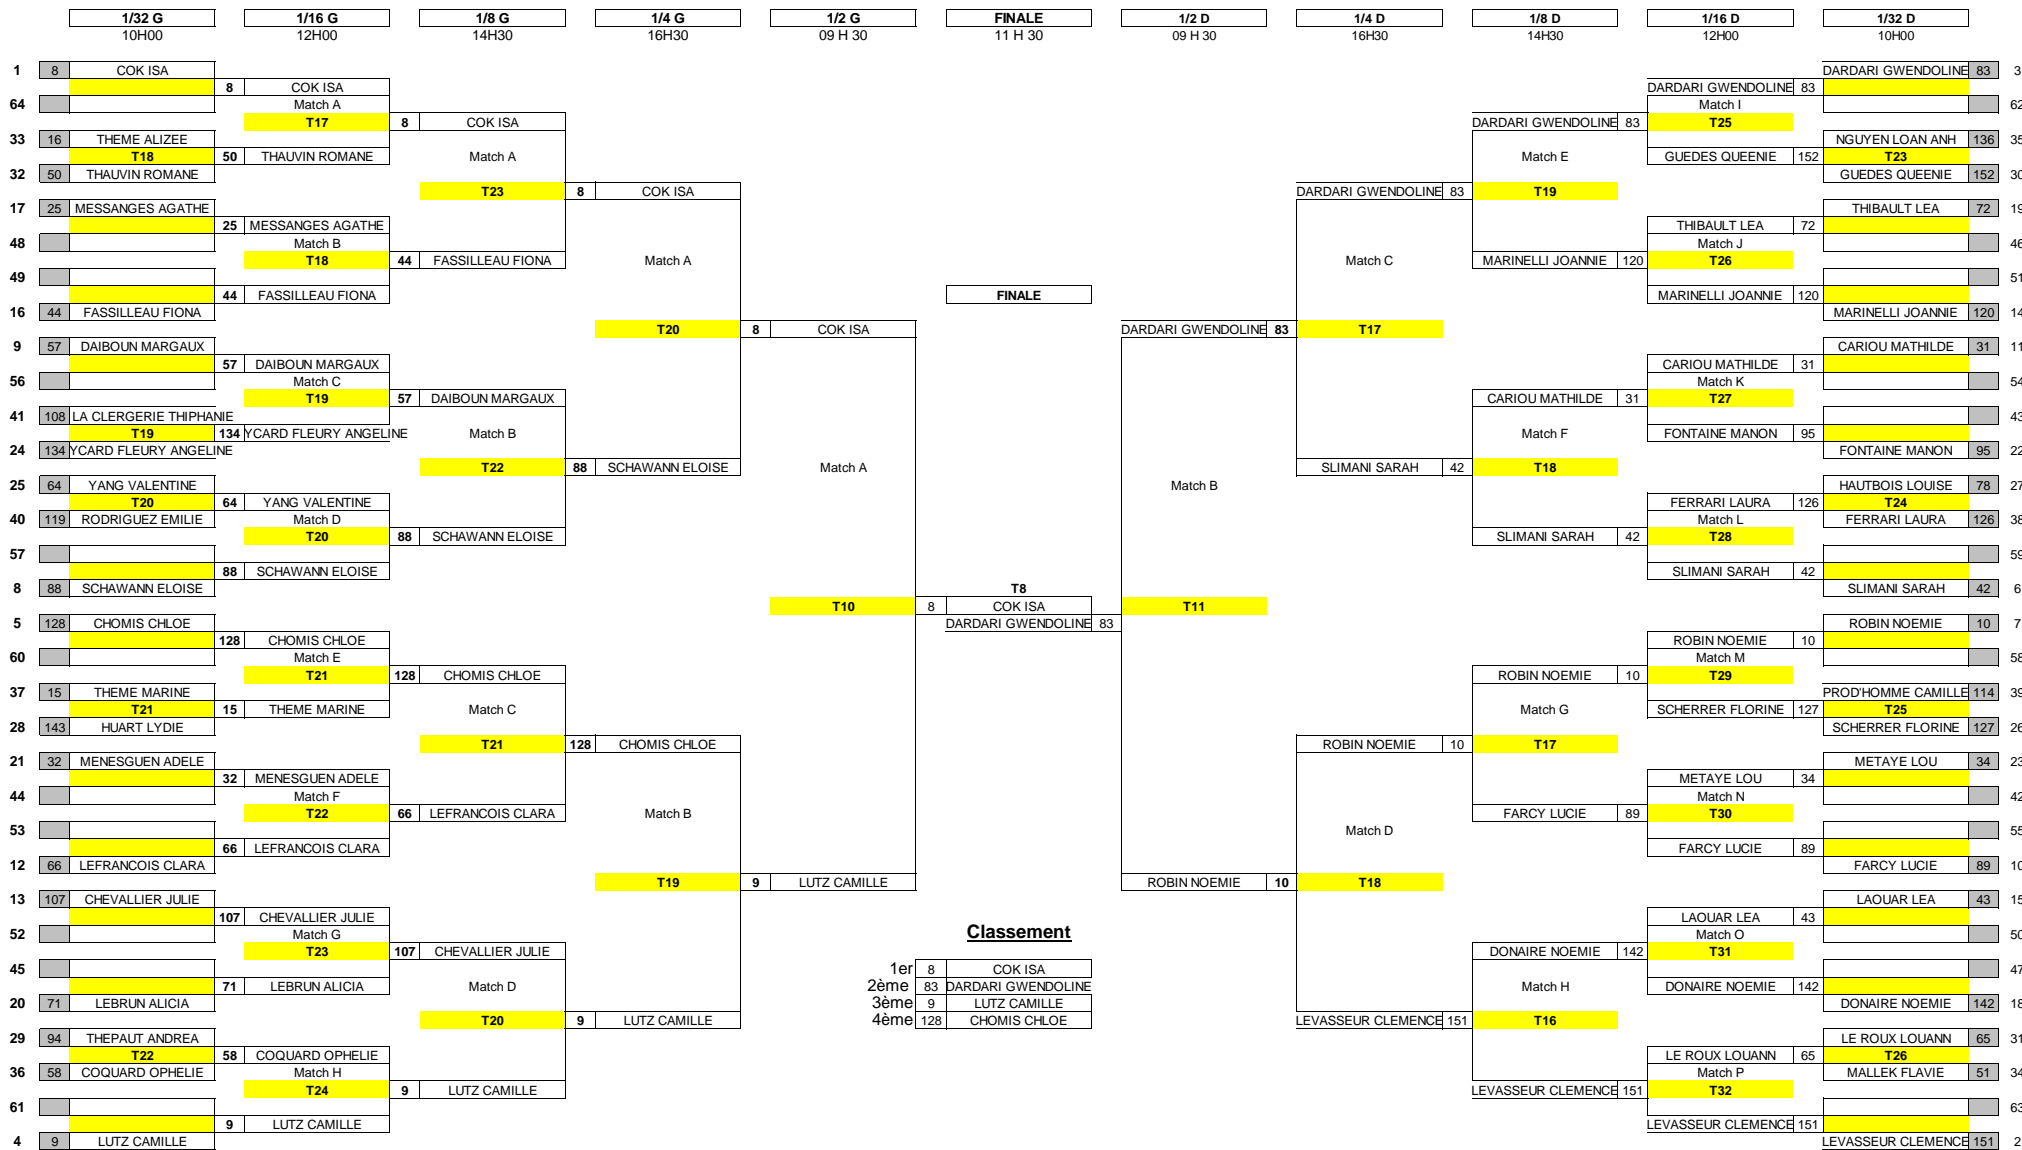 1/32 G 1/16 G 1/8 G 1/4 G 1/2 G FINALE 1/2 D 1/4 D 1/8 D 1/16 D 1/32 D
10H00 12H00 14H30 16H30 09 H 30 11 H 30 09 H 30 16H30 14H30 12H00 10H00
1 8 COK ISA DARDARI GWENDOLINE 83 3
8 COK ISA DARDARI GWENDOLINE 83
64 Match A Match I 62
T17 8 COK ISA DARDARI GWENDOLINE 83 T25
33 16 THEME ALIZEE NGUYEN LOAN ANH 136 35
T18 50 THAUVIN ROMANE Match A Match E GUEDES QUEENIE 152 T23
32 50 THAUVIN ROMANE GUEDES QUEENIE 152 30
T23 8 COK ISA DARDARI GWENDOLINE 83 T19
17 25 MESSANGES AGATHE THIBAULT LEA 72 19
25 MESSANGES AGATHE THIBAULT LEA 72
48 Match B Match J 46
T18 44 FASSILLEAU FIONA Match A Match C MARINELLI JOANNIE 120 T26
49 51
44 FASSILLEAU FIONA FINALE MARINELLI JOANNIE 120
16 44 FASSILLEAU FIONA MARINELLI JOANNIE 120 14
T20 8 COK ISA DARDARI GWENDOLINE 83 T17
9 57 DAIBOUN MARGAUX CARIOU MATHILDE 31 11
57 DAIBOUN MARGAUX CARIOU MATHILDE 31
56 Match C Match K 54
T19 57 DAIBOUN MARGAUX CARIOU MATHILDE 31 T27
41 108 LA CLERGERIE THIPHANIE 43
T19 134 YCARD FLEURY ANGELINE Match B Match F FONTAINE MANON 95
24 134 YCARD FLEURY ANGELINE FONTAINE MANON 95 22
T22 88 SCHAWANN ELOISE Match A SLIMANI SARAH 42 T18
25 64 YANG VALENTINE Match B HAUTBOIS LOUISE 78 27
T20 64 YANG VALENTINE FERRARI LAURA 126 T24
40 119 RODRIGUEZ EMILIE Match D Match L FERRARI LAURA 126 38
T20 88 SCHAWANN ELOISE SLIMANI SARAH 42 T28
57 59
88 SCHAWANN ELOISE SLIMANI SARAH 42
8 88 SCHAWANN ELOISE T8 SLIMANI SARAH 42 6
T10 8 COK ISA T11
5 128 CHOMIS CHLOE DARDARI GWENDOLINE 83 ROBIN NOEMIE 10 7
128 CHOMIS CHLOE ROBIN NOEMIE 10
60 Match E Match M 58
T21 128 CHOMIS CHLOE ROBIN NOEMIE 10 T29
37 15 THEME MARINE PROD'HOMME CAMILLE 114 39
T21 15 THEME MARINE Match C Match G SCHERRER FLORINE 127 T25
28 143 HUART LYDIE SCHERRER FLORINE 127 26
T21 128 CHOMIS CHLOE ROBIN NOEMIE 10 T17
21 32 MENESGUEN ADELE METAYE LOU 34 23
32 MENESGUEN ADELE METAYE LOU 34
44 Match F Match N 42
T22 66 LEFRANCOIS CLARA Match B FARCY LUCIE 89 T30
53 Match D 55
66 LEFRANCOIS CLARA FARCY LUCIE 89
12 66 LEFRANCOIS CLARA FARCY LUCIE 89 10
T19 9 LUTZ CAMILLE ROBIN NOEMIE 10 T18
13 107 CHEVALLIER JULIE LAOUAR LEA 43 15
107 CHEVALLIER JULIE LAOUAR LEA 43
52 Match G Classement Match O 50
T23 107 CHEVALLIER JULIE DONAIRE NOEMIE 142 T31
45 1er 8 COK ISA 47
71 LEBRUN ALICIA Match D 2ème 83 DARDARI GWENDOLINE Match H DONAIRE NOEMIE 142
20 71 LEBRUN ALICIA 3ème 9 LUTZ CAMILLE DONAIRE NOEMIE 142 18
T20 9 LUTZ CAMILLE 4ème 128 CHOMIS CHLOE LEVASSEUR CLEMENCE 151 T16
29 94 THEPAUT ANDREA LE ROUX LOUANN 65 31
T22 58 COQUARD OPHELIE LE ROUX LOUANN 65 T26
36 58 COQUARD OPHELIE Match H Match P MALLEK FLAVIE 51 34
T24 9 LUTZ CAMILLE LEVASSEUR CLEMENCE 151 T32
61 63
9 LUTZ CAMILLE LEVASSEUR CLEMENCE 151
4 9 LUTZ CAMILLE LEVASSEUR CLEMENCE 151 2